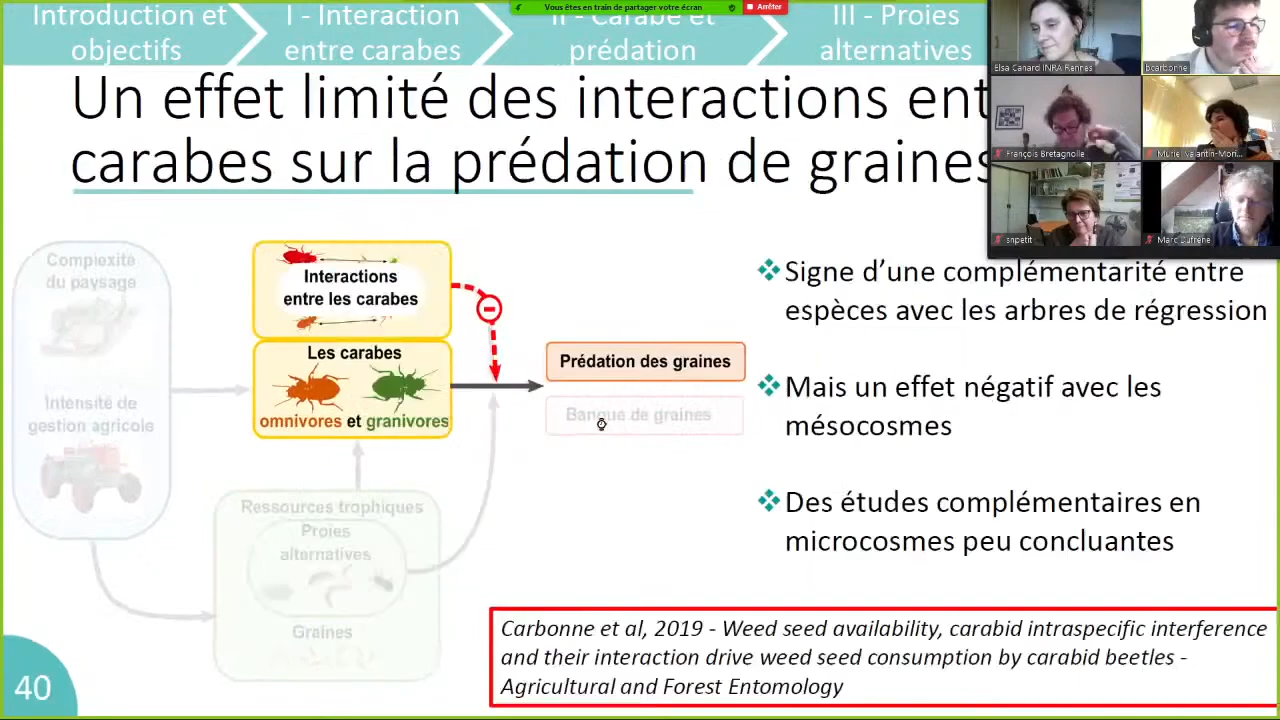 Vous êtes en train de partager votre écran
Arrêter
Introduction et
objectifs
I - Interaction
entre carabes
II - Carabe et
prédation
III - Proies
alternatives
Un effet limité des interactions ent
carabes sur la prédation de graines
Elsa Canard INRA Rennes
bcarbonne
François Bretagnolle
Muriel Valantin-Mori...
snpetit
Marc Dufrêne
Complexité
du paysage
Intensité de
gestion agricole
Interactions
entre les carabes
Les carabes
omnivores et granivores
Prédation des graines
Banque de graines
Ressources trophiques
Proies
alternatives
Graines
Signe d’une complémentarité entre
espèces avec les arbres de régression
Mais un effet négatif avec les
mésocosmes
Des études complémentaires en
microcosmes peu concluantes
Carbonne et al, 2019 - Weed seed availability, carabid intraspecific interference
and their interaction drive weed seed consumption by carabid beetles -
Agricultural and Forest Entomology
40